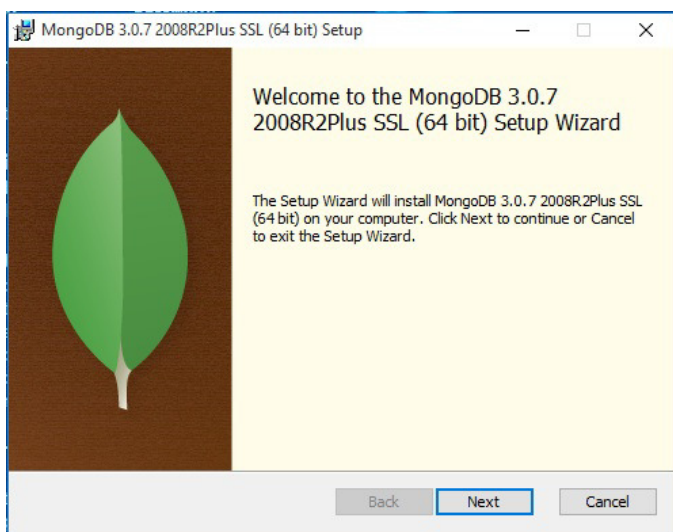 MongoDB 3.0.7 2008R2Plus SSL (64 bit) Setup
Welcome to the MongoDB 3.0.7
2008R2Plus SSL (64 bit) Setup Wizard
The Setup Wizard will install MongoDB 3.0.7 2008R2Plus SSL
(64 bit) on your computer. Click Next to continue or Cancel
to exit the Setup Wizard.
Back
Next
Cancel